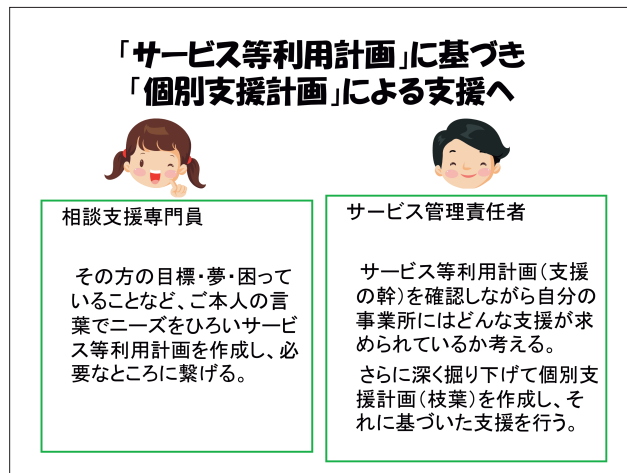 「サービス等利用計画」に基づき
「個別支援計画」による支援へ
相談支援専門員
その方の目標・夢・困って
いることなど、ご本人の言
葉でニーズをひろいサービ
ス等利用計画を作成し、必
要なところに繋げる。
サービス管理責任者
サービス等利用計画（支援
の幹）を確認しながら自分の
事業所にはどんな支援が求
められているか考える。
さらに深く掘り下げて個別支
援計画（枝葉）を作成し、そ
れに基づいた支援を行う。